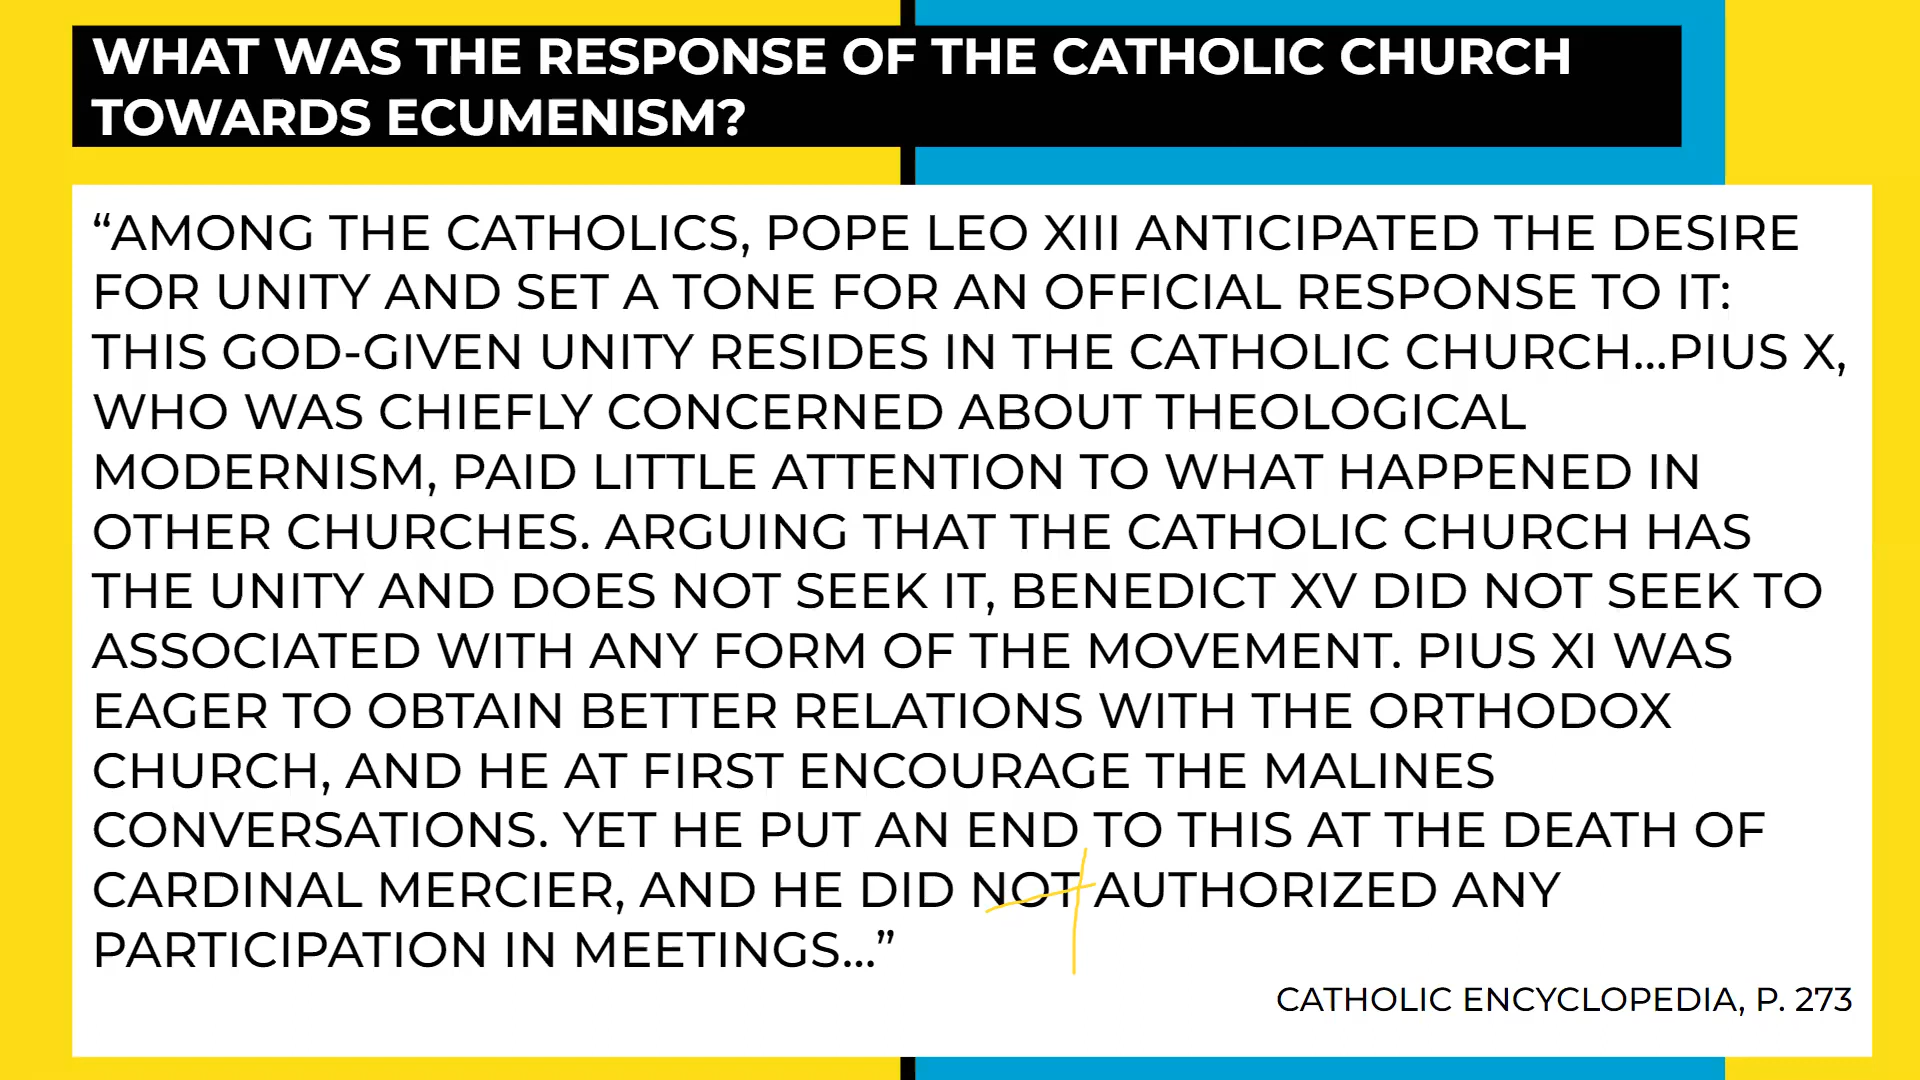 WHAT WAS THE RESPONSE OF THE CATHOLIC CHURCH
TOWARDS ECUMENISM?
“AMONG THE CATHOLICS, POPE LEO XIII ANTICIPATED THE DESIRE
FOR UNITY AND SET A TONE FOR AN OFFICIAL RESPONSE TO IT:
THIS GOD-GIVEN UNITY RESIDES IN THE CATHOLIC CHURCH...PIUS X,
WHO WAS CHIEFLY CONCERNED ABOUT THEOLOGICAL
MODERNISM, PAID LITTLE ATTENTION TO WHAT HAPPENED IN
OTHER CHURCHES. ARGUING THAT THE CATHOLIC CHURCH HAS
THE UNITY AND DOES NOT SEEK IT, BENEDICT XV DID NOT SEEK TO
ASSOCIATED WITH ANY FORM OF THE MOVEMENT. PIUS XI WAS
EAGER TO OBTAIN BETTER RELATIONS WITH THE ORTHODOX
CHURCH, AND HE AT FIRST ENCOURAGE THE MALINES
CONVERSATIONS. YET HE PUT AN END TO THIS AT THE DEATH OF
CARDINAL MERCIER, AND HE DID NOT AUTHORIZED ANY
PARTICIPATION IN MEETINGS...”
CATHOLIC ENCYCLOPEDIA, P. 273